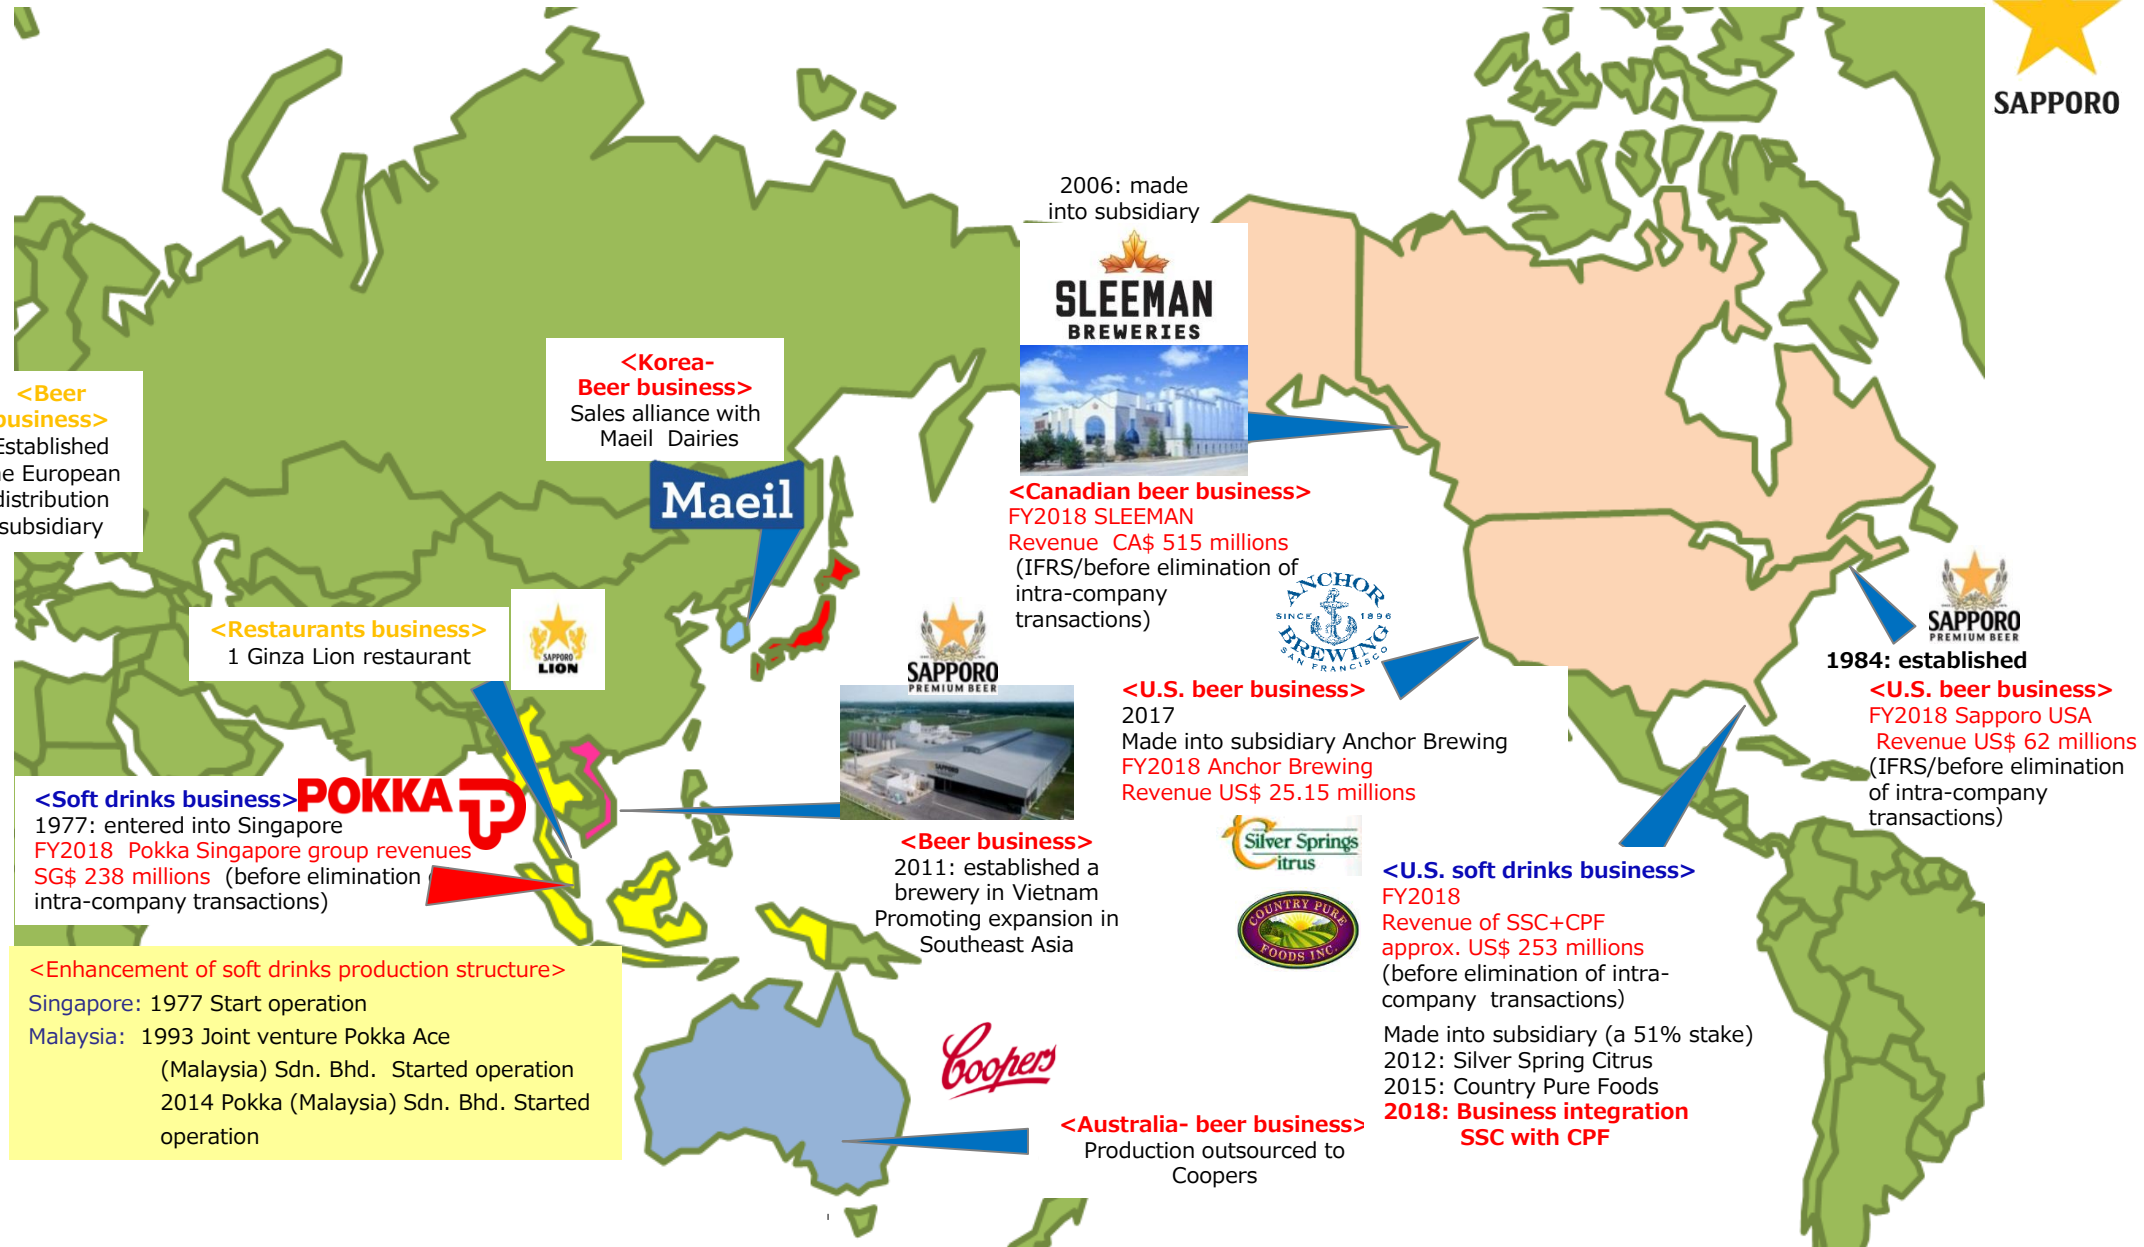 SAPPORO
2006: made
into subsidiary
SLEEMAN
BREWERIES
<Korea-
Beer business>
Sales alliance with
Maeil Dairies
Maeil
<Beer
business>
Established
European
distribution
subsidiary
<Canadian beer business>
FY2018 SLEEMAN
Revenue CA$ 515 millions
(IFRS/before elimination of
intra-company
transactions)
ANCHOR
SINCE 1896
BREWING
SAN FRANCISCO
<Restaurants business>
1 Ginza Lion restaurant
SAPPORO
LION
SAPPORO
PREMIUM BEER
SAPPORO
PREMIUM BEER
1984: established
<U.S. beer business>
FY2018 Sapporo USA
Revenue US$ 62 millions
(IFRS/before elimination
of intra-company
transactions)
<U.S. beer business>
2017
Made into subsidiary Anchor Brewing
FY2018 Anchor Brewing
Revenue US$ 25.15 millions
<Soft drinks business>
POKKA
1977: entered into Singapore
FY2018 Pokka Singapore group revenues
SG$ 238 millions (before elimination
intra-company transactions)
<Beer business>
2011: established a
brewery in Vietnam
Promoting expansion in
Southeast Asia
Silver Springs
Citrus
COUNTRY PURE
FOODS INC.
<U.S. soft drinks business>
FY2018
Revenue of SSC+CPF
approx. US$ 253 millions
(before elimination of intra-
company transactions)
Made into subsidiary (a 51% stake)
2012: Silver Spring Citrus
2015: Country Pure Foods
2018: Business integration
SSC with CPF
<Enhancement of soft drinks production structure>
Singapore: 1977 Start operation
Malaysia: 1993 Joint venture Pokka Ace
(Malaysia) Sdn. Bhd. Started operation
2014 Pokka (Malaysia) Sdn. Bhd. Started
operation
Coopers
<Australia- beer business>
Production outsourced to
Coopers